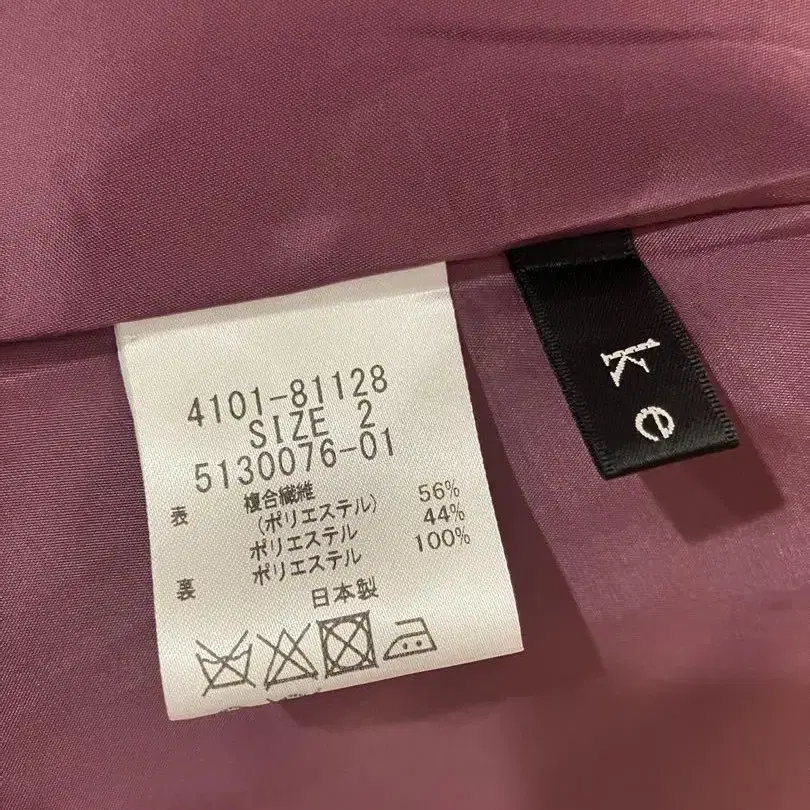 4101-81128
SIZE 2
5130076-01
表 複合繊維
(ポリエステル) 56%
ポリエステル 44%
裏 ポリエステル 100%
日本製
K e